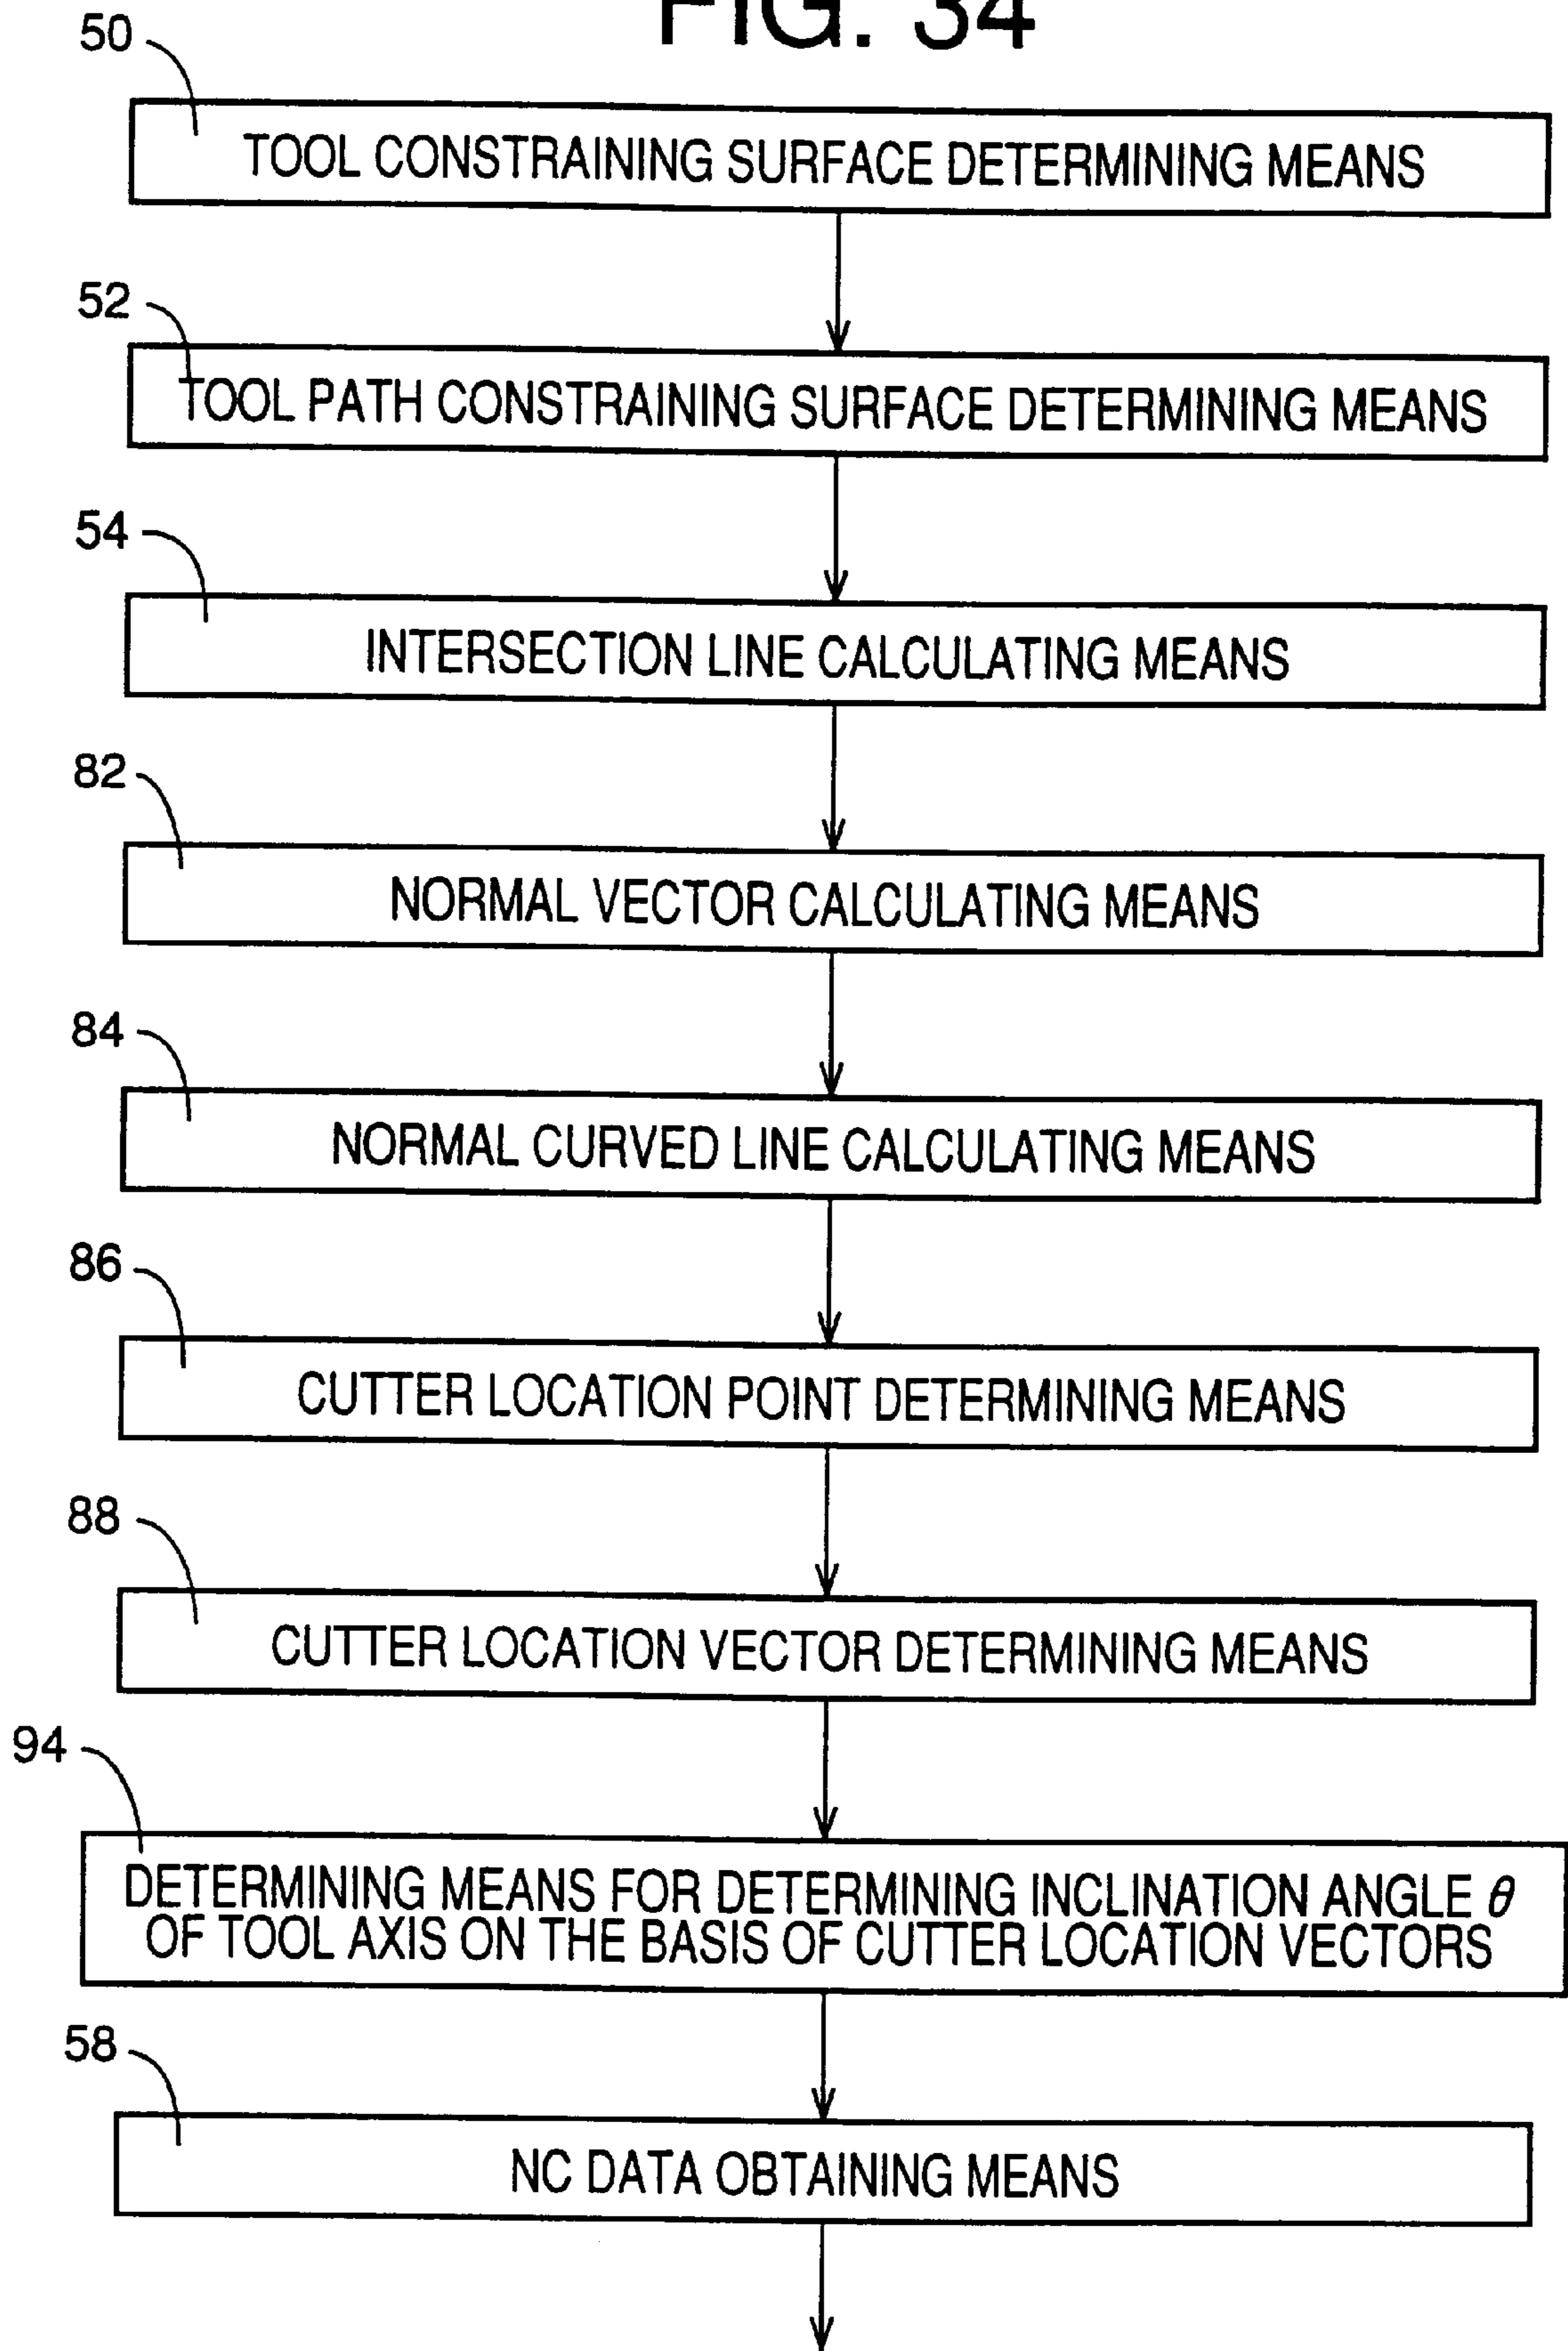 FIG. 34
50
TOOL CONSTRAINING SURFACE DETERMINING MEANS
52
TOOL PATH CONSTRAINING SURFACE DETERMINING MEANS
54
INTERSECTION LINE CALCULATING MEANS
82
NORMAL VECTOR CALCULATING MEANS
84
NORMAL CURVED LINE CALCULATING MEANS
86
CUTTER LOCATION POINT DETERMINING MEANS
88
CUTTER LOCATION VECTOR DETERMINING MEANS
94
DETERMINING MEANS FOR DETERMINING INCLINATION ANGLE θ
OF TOOL AXIS ON THE BASIS OF CUTTER LOCATION VECTORS
58
NC DATA OBTAINING MEANS